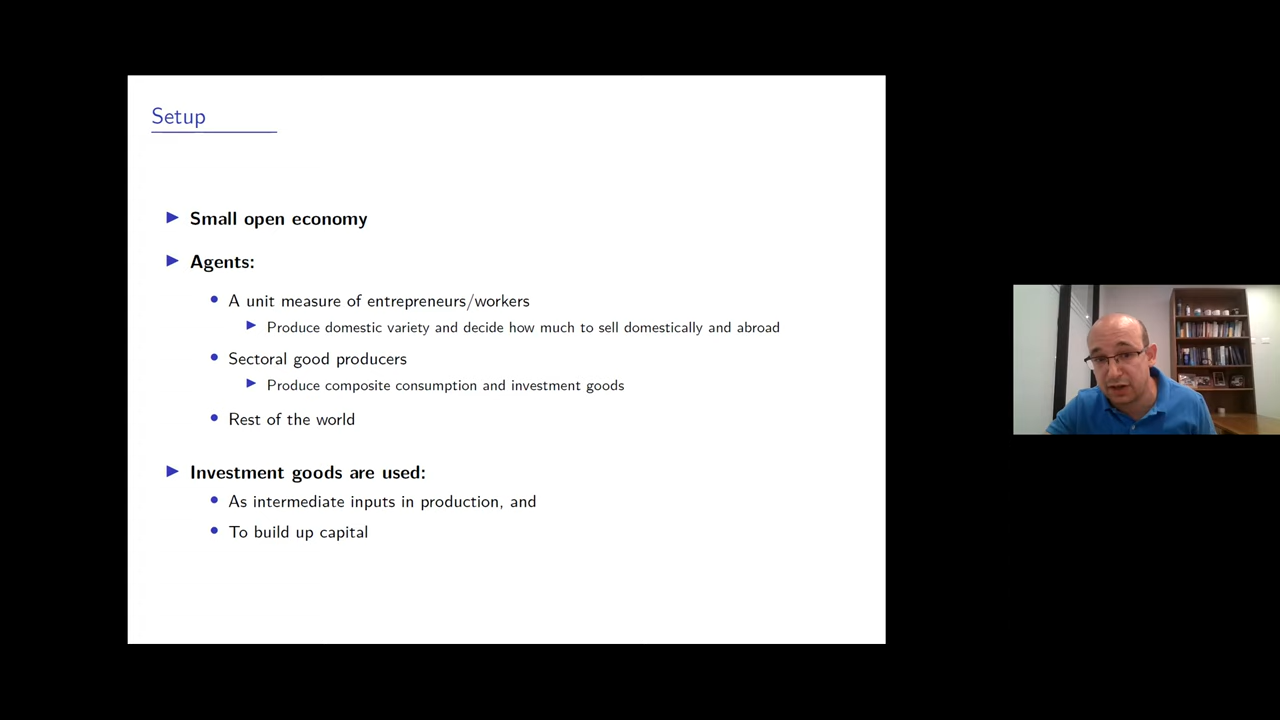 Setup
Small open economy
Agents:
A unit measure of entrepreneurs/workers
Produce domestic variety and decide how much to sell domestically and abroad
Sectoral good producers
Produce composite consumption and investment goods
Rest of the world
Investment goods are used:
As intermediate inputs in production, and
To build up capital